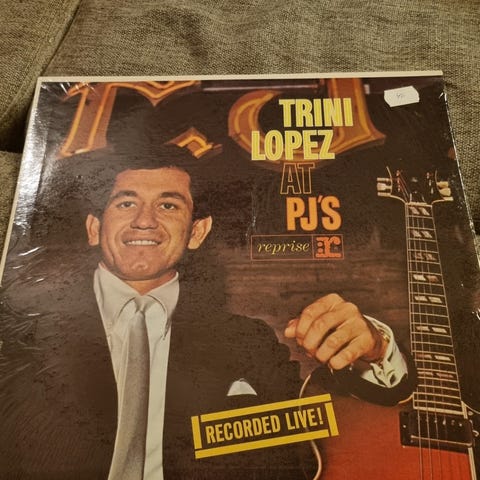 TRINI
LOPEZ
AT
PJ'S
reprise r:
RECORDED LIVE!